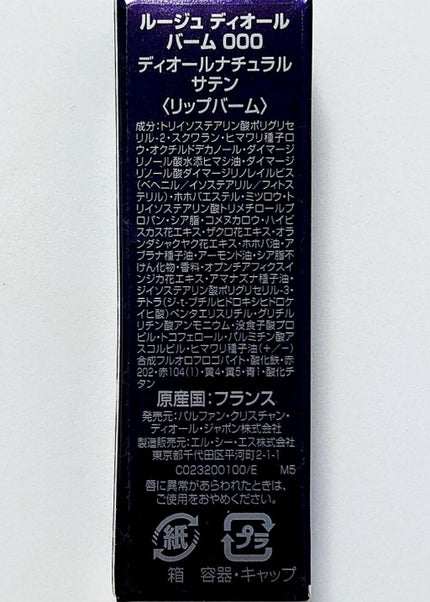 ルージュ ディオール
バーム 000
ディオールナチュラル
サテン
〈リップバーム〉
成分:トリイソステアリン酸ポリグリセ
リル-2・スクワラン・ヒマワリ種子ロ
ウ・オクチルドデカノール・ダイマージ
リノール酸水添ヒマシ油・ダイマージ
リノール酸ダイマージリノレイルビス
(ベヘニル/イソステアリル/フィトス
テリル)・ホホバエステル・ミツロウ・ト
リイソステアリン酸トリメチロールプ
ロパン・シア脂・コメヌカロウ・ハイビ
スカス花エキス・ザクロ花エキス・オラ
ンダシャクヤク花エキス・ホホバ油・ア
ブラナ種子油・アーモンド油・シア脂不
けん化物・香料・オプンチアフィクスイ
ンジカ花エキス・アマナズナ種子油・
ジイソステアリン酸ポリグリセリル-3・
テトラ(ジ-t-ブチルヒドロキシヒドロケ
イヒ酸)ペンタエリスリチル・グリチル
リチン酸アンモニウム・没食子酸プロ
ピル・トコフェロール・パルミチン酸ア
スコルビル・ヒマワリ種子油(+/-)
合成フルオロフロゴパイト・酸化鉄・赤
202・赤104(1)・黄4・黄5・青1・酸化チ
タン
原産国:フランス
発売元:パルファン・クリスチャン・
ディオール・ジャポン株式会社
製造販売元:エル・シー・エス株式会社
東京都千代田区平河町2-1-1
C023200100/E M5
唇に異常があらわれたときは、
ご使用をおやめください。
紙 プラ
箱 容器・キャップ